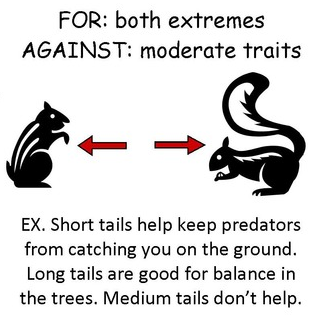 FOR: both extremes
AGAINST: moderate traits
EX. Short tails help keep predators
from catching you on the ground.
Long tails are good for balance in
the trees. Medium tails don't help.